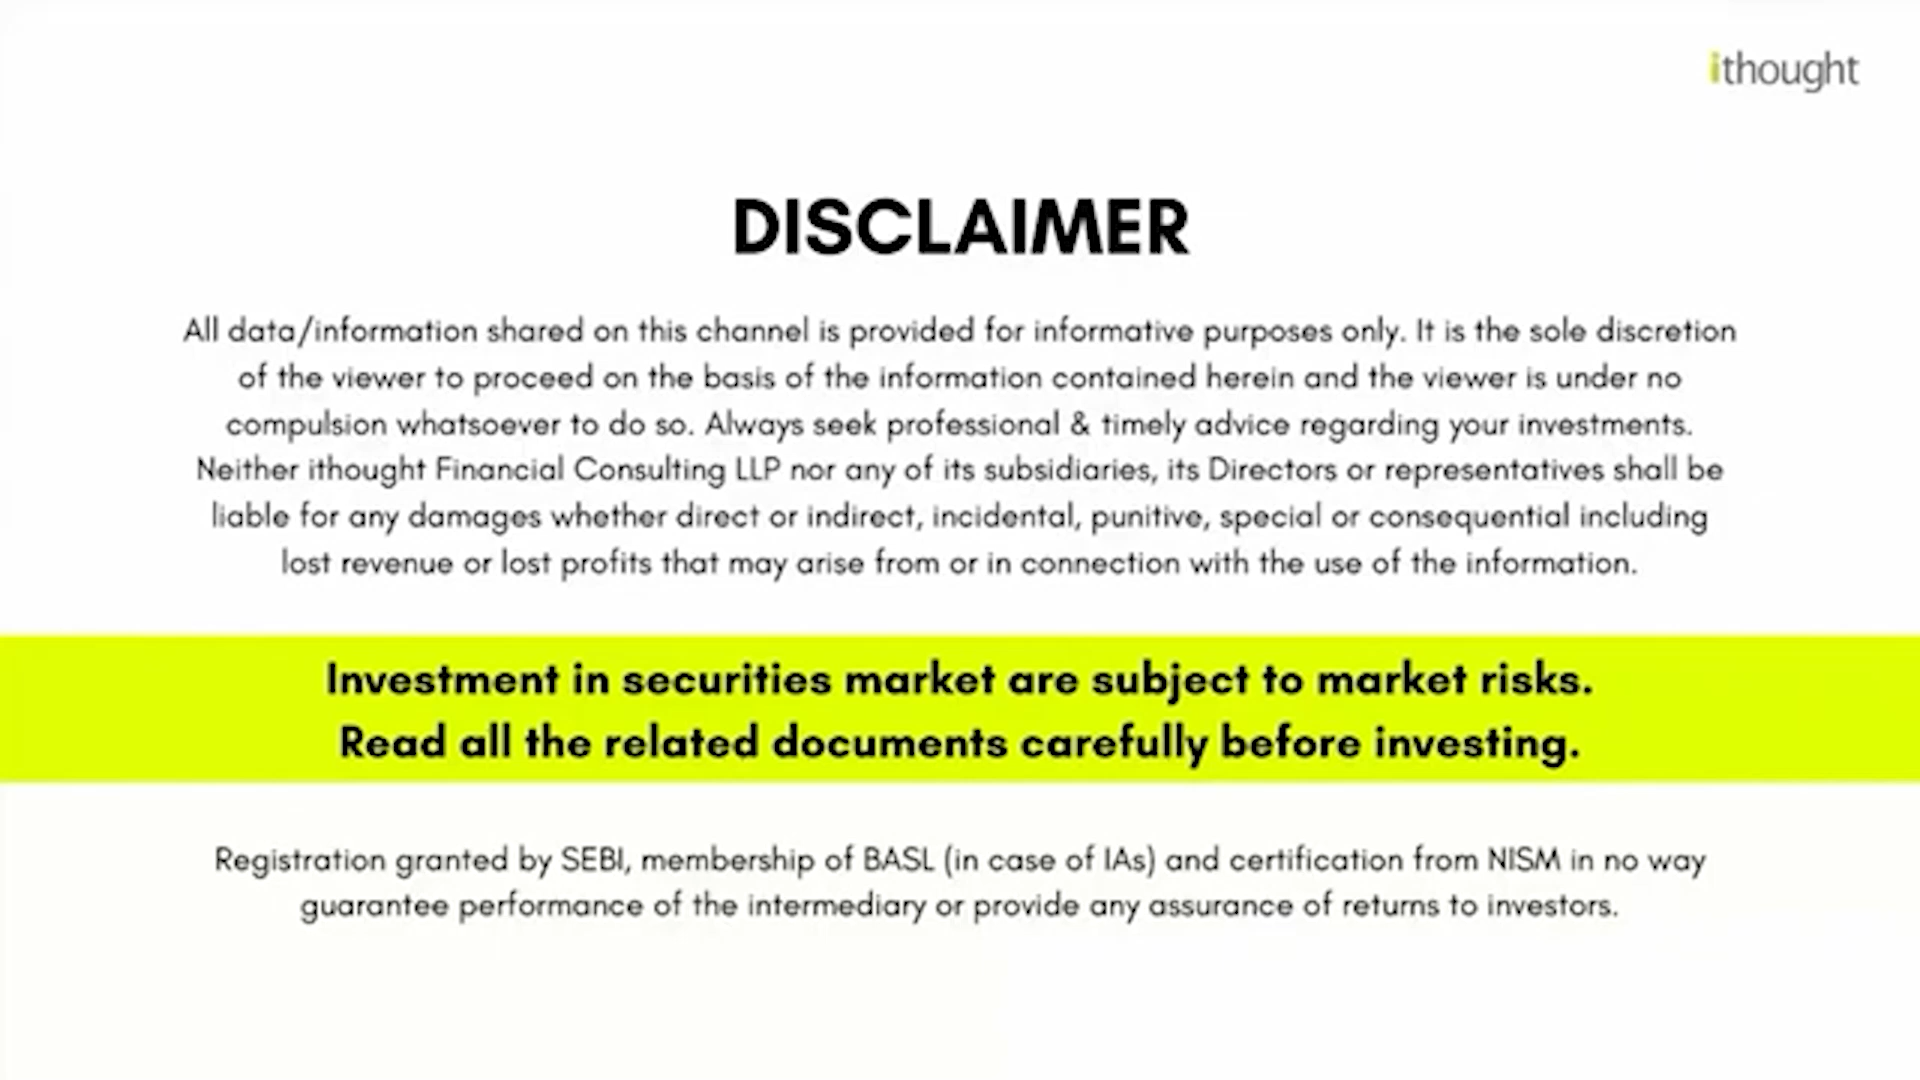 ithought
DISCLAIMER
All data/information shared on this channel is provided for informative purposes only. It is the sole discretion
of the viewer to proceed on the basis of the information contained herein and the viewer is under no
compulsion whatsoever to do so. Always seek professional & timely advice regarding your investments.
Neither ithought Financial Consulting LLP nor any of its subsidiaries, its Directors or representatives shall be
liable for any damages whether direct or indirect, incidental, punitive, special or consequential including
lost revenue or lost profits that may arise from or in connection with the use of the information.
Investment in securities market are subject to market risks.
Read all the related documents carefully before investing.
Registration granted by SEBI, membership of BASL (in case of IAs) and certification from NISM in no way
guarantee performance of the intermediary or provide any assurance of returns to investors.